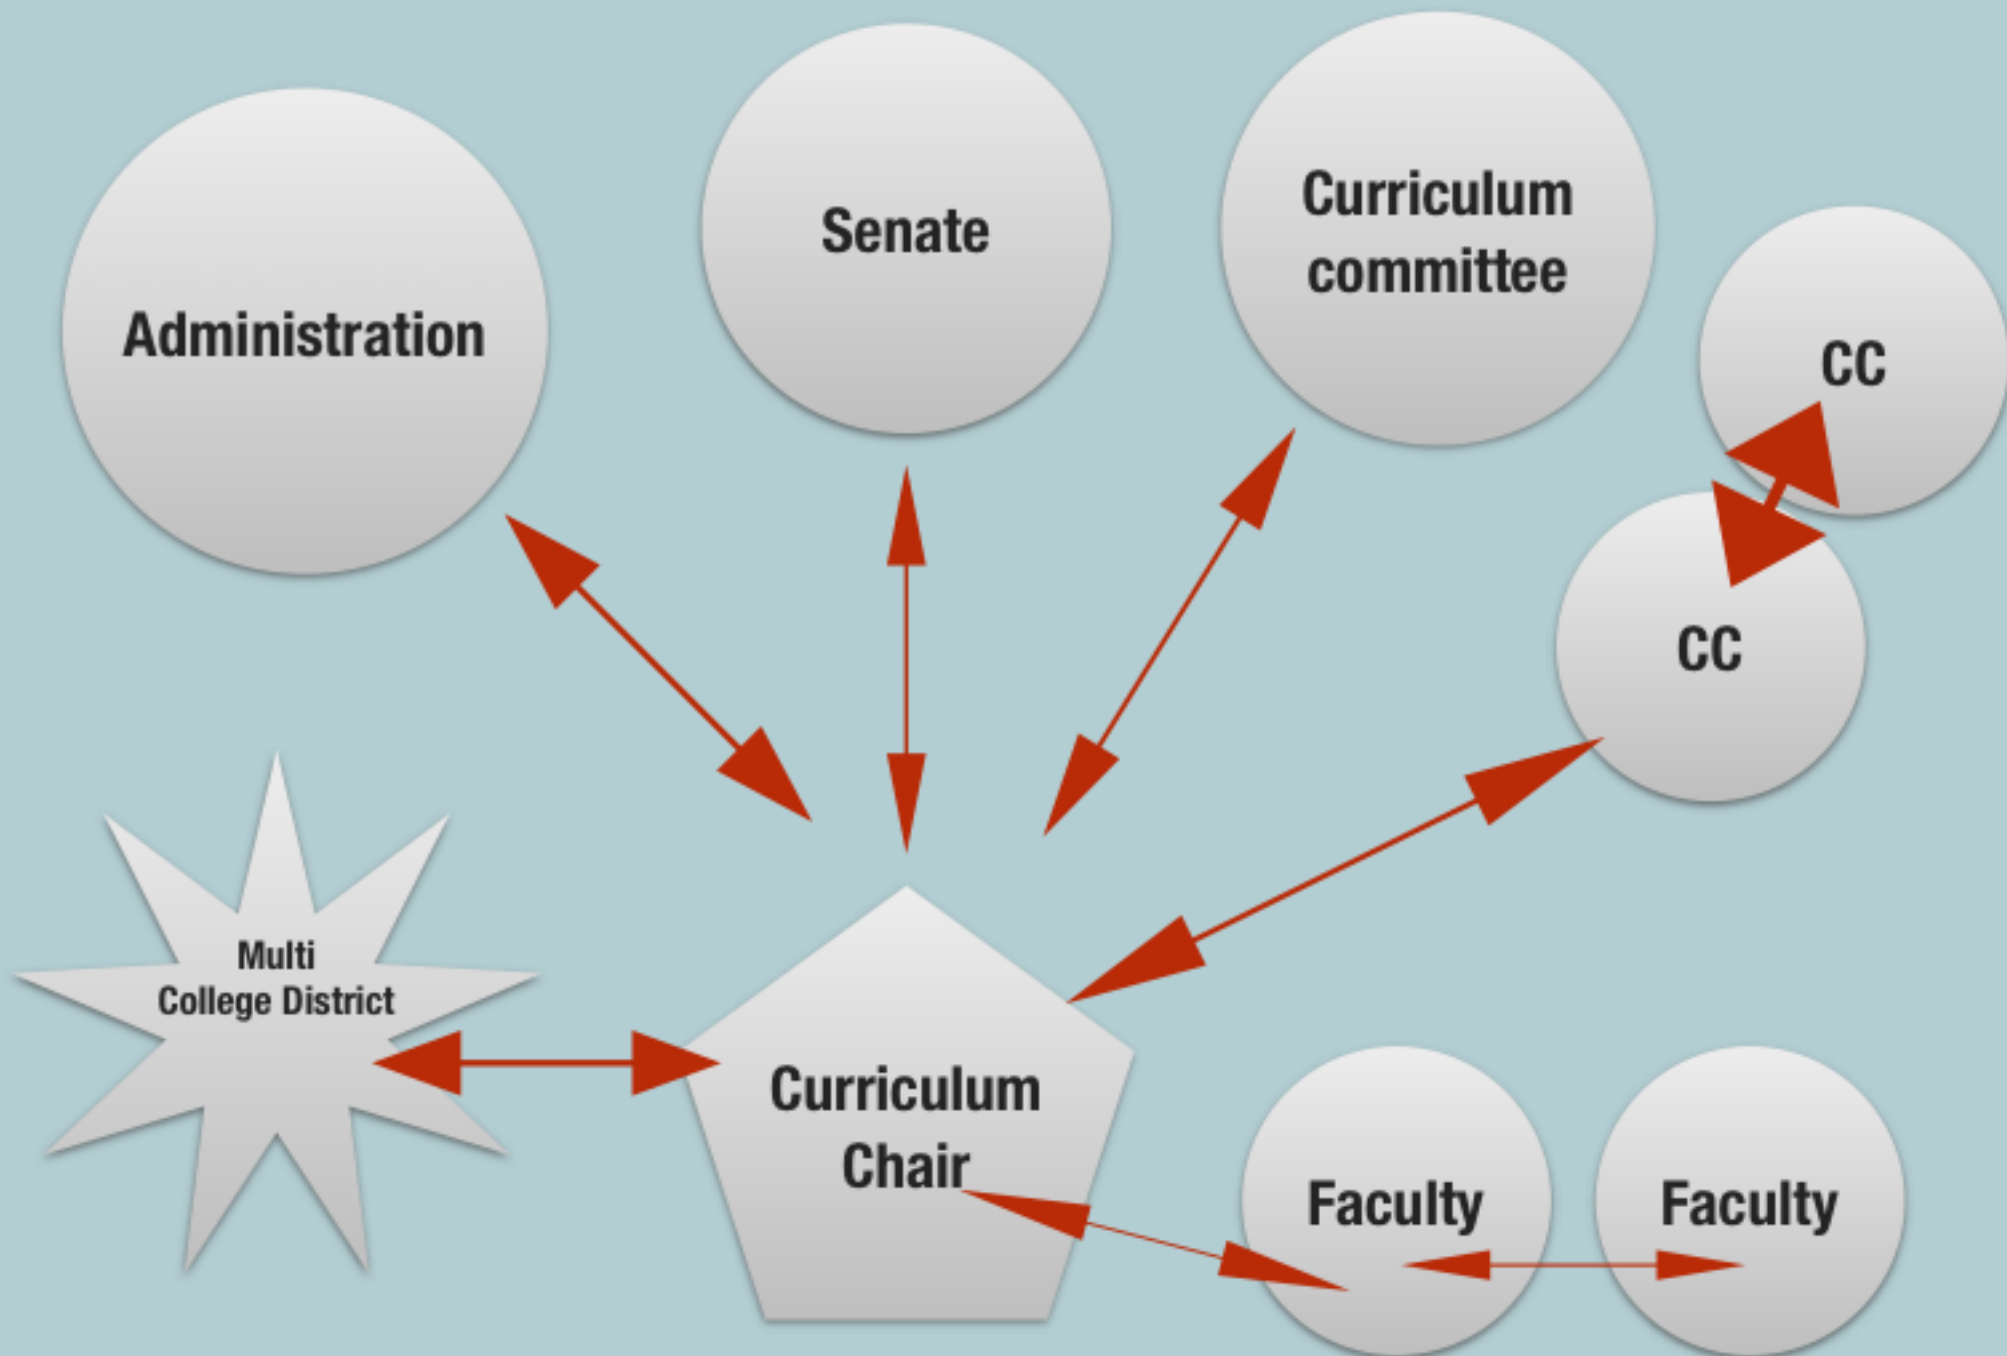 Administration
Senate
Curriculum
committee
CC
CC
Multi
College District
Curriculum
Chair
Faculty
Faculty